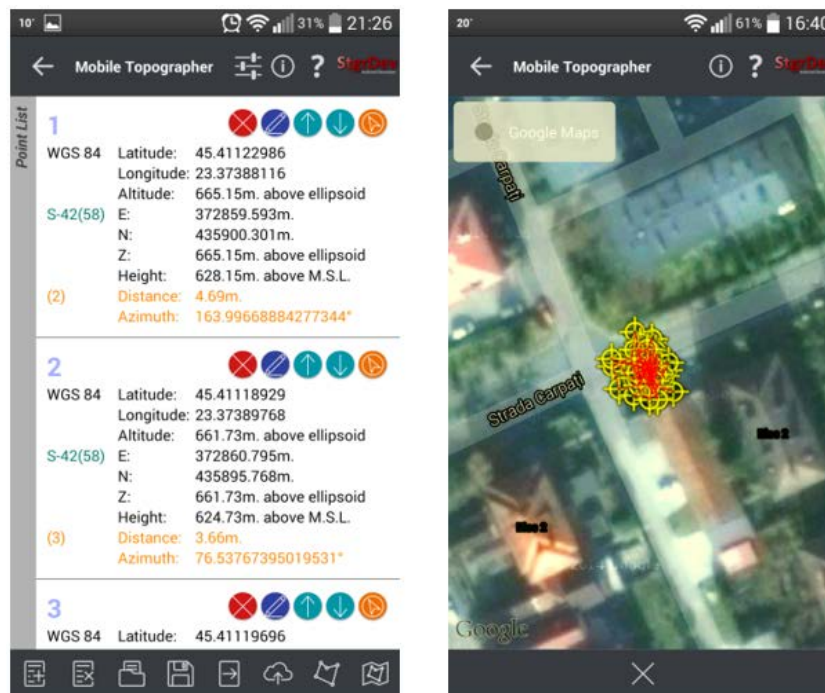 10°
31%
21:26
Mobile Topographer
?
StgrDev
Point List
1
WGS 84 Latitude: 45.41122986
Longitude: 23.37388116
Altitude: 665.15m. above ellipsoid
S-42(58) E: 372859.593m.
N: 435900.301m.
Z: 665.15m. above ellipsoid
Height: 628.15m. above M.S.L.
(2) Distance: 4.69m.
Azimuth: 163.99668884277344°
2
WGS 84 Latitude: 45.41118929
Longitude: 23.37389768
Altitude: 661.73m. above ellipsoid
S-42(58) E: 372860.795m.
N: 435895.768m.
Z: 661.73m. above ellipsoid
Height: 624.73m. above M.S.L.
(3) Distance: 3.66m.
Azimuth: 76.53767395019531°
3
WGS 84 Latitude: 45.41119696
20°
61%
16:40
Mobile Topographer
?
Google Maps
Strada Carpați
Strada Carpați
Google